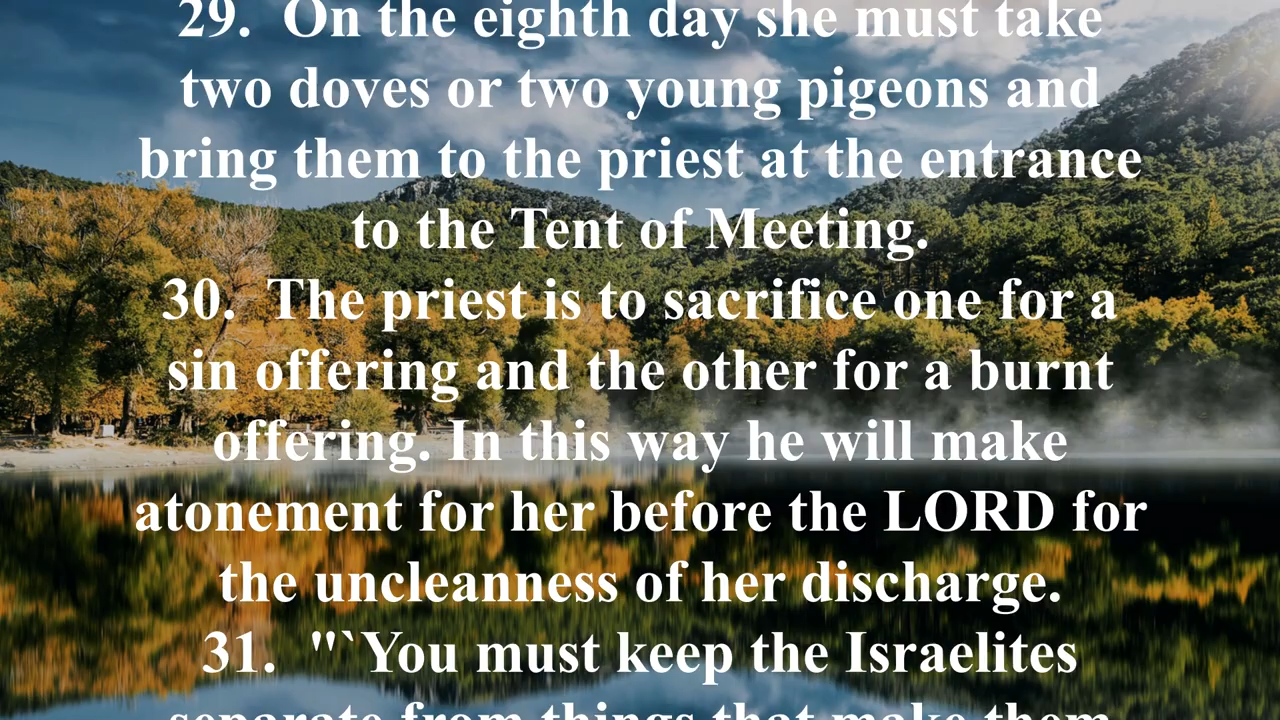 29.  On the eighth day she must take
two doves or two young pigeons and
bring them to the priest at the entrance
to the Tent of Meeting.
30.  The priest is to sacrifice one for a
sin offering and the other for a burnt
offering. In this way he will make
atonement for her before the LORD for
the uncleanness of her discharge.
31.  "`You must keep the Israelites
separate from things that make them